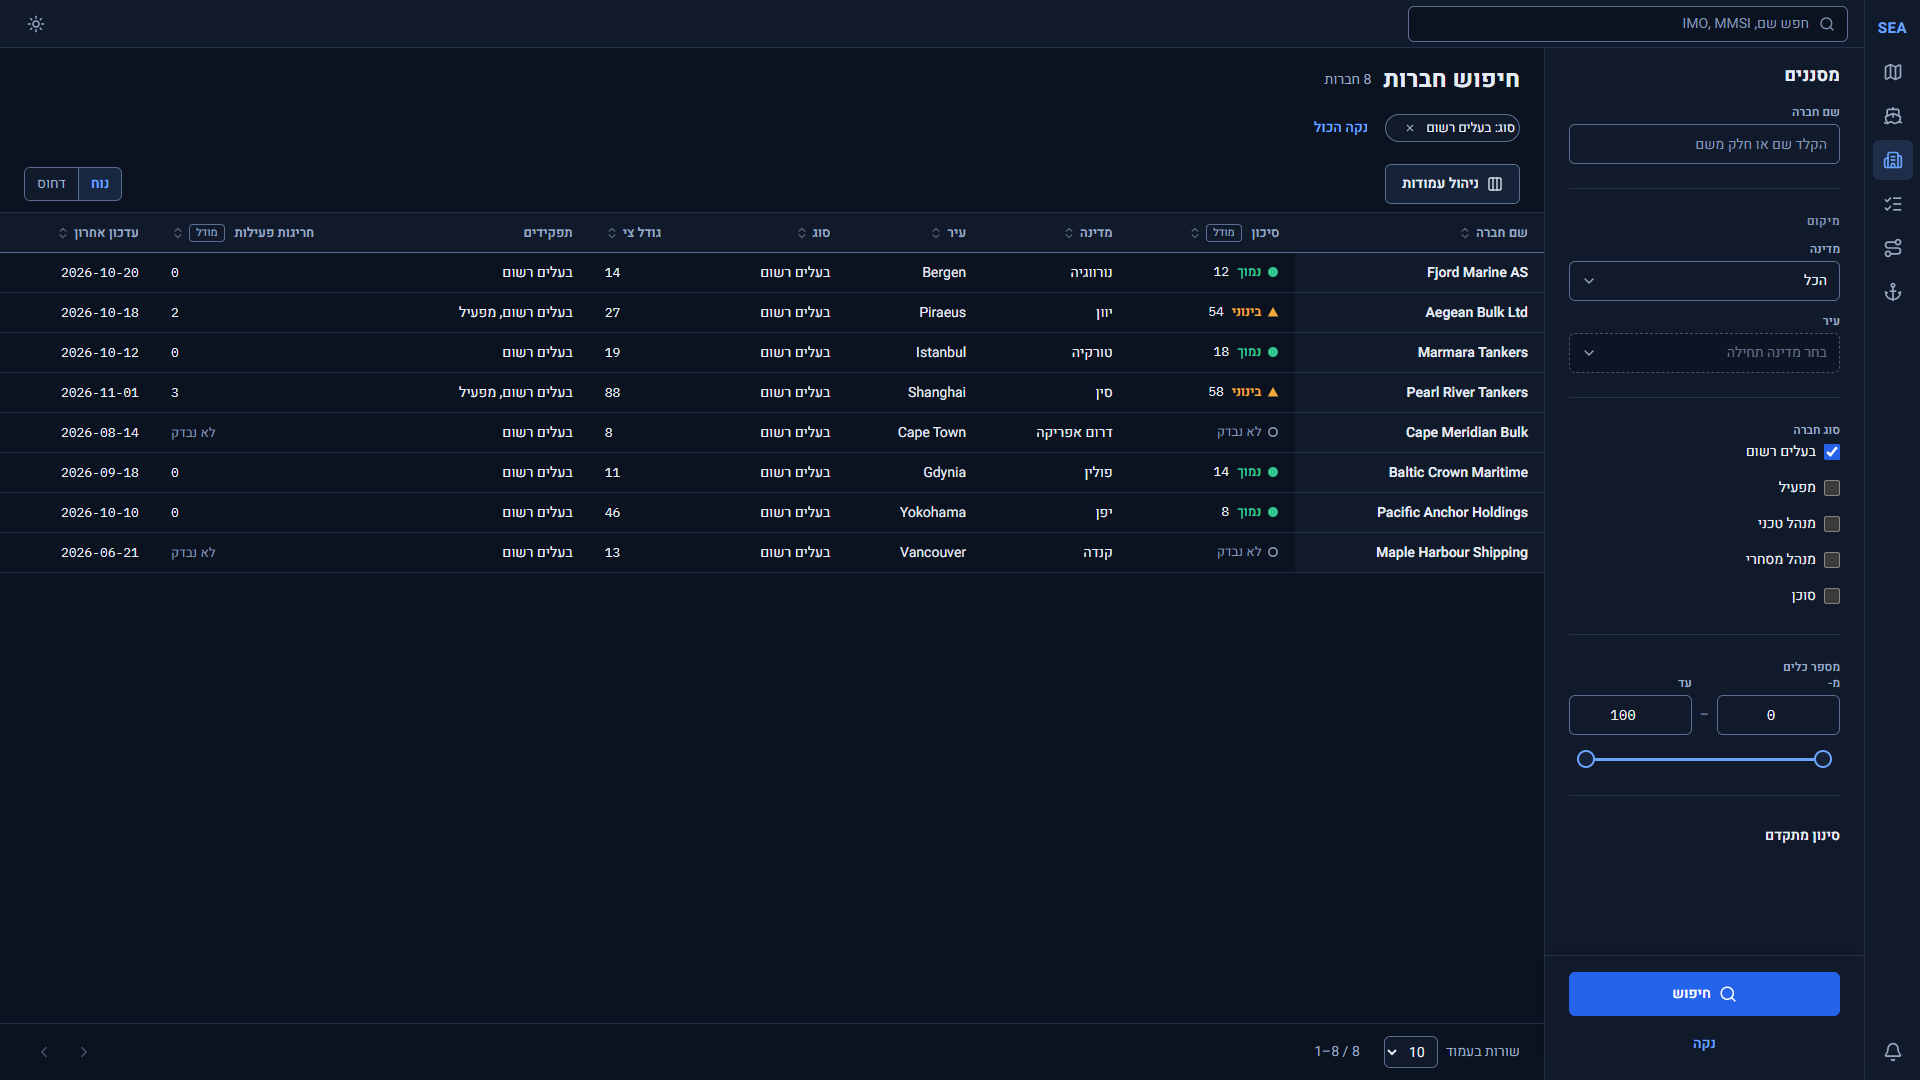 SEA
חפש שם, IMO, MMSI
מסננים
שם חברה
הקלד שם או חלק משם
מיקום
מדינה
הכל
עיר
בחר מדינה תחילה
סוג חברה
בעלים רשום
מפעיל
מנהל טכני
מנהל מסחרי
סוכן
מספר כלים
מ- עד
0 – 100
סינון מתקדם
חיפוש
נקה
חיפוש חברות 8 חברות
סוג: בעלים רשום × נקה הכול
ניהול עמודות נוח דחוס
שם חברה סיכון מודל מדינה עיר סוג גודל צי תפקידים חריגות פעילות מודל עדכון אחרון
Fjord Marine AS נמוך 12 נורווגיה Bergen בעלים רשום 14 בעלים רשום 0 2026-10-20
Aegean Bulk Ltd בינוני 54 יוון Piraeus בעלים רשום 27 בעלים רשום, מפעיל 2 2026-10-18
Marmara Tankers נמוך 18 טורקיה Istanbul בעלים רשום 19 בעלים רשום 0 2026-10-12
Pearl River Tankers בינוני 58 סין Shanghai בעלים רשום 88 בעלים רשום, מפעיל 3 2026-11-01
Cape Meridian Bulk לא נבדק דרום אפריקה Cape Town בעלים רשום 8 בעלים רשום לא נבדק 2026-08-14
Baltic Crown Maritime נמוך 14 פולין Gdynia בעלים רשום 11 בעלים רשום 0 2026-09-18
Pacific Anchor Holdings נמוך 8 יפן Yokohama בעלים רשום 46 בעלים רשום 0 2026-10-10
Maple Harbour Shipping לא נבדק קנדה Vancouver בעלים רשום 13 בעלים רשום לא נבדק 2026-06-21
שורות בעמוד 10 1–8 / 8